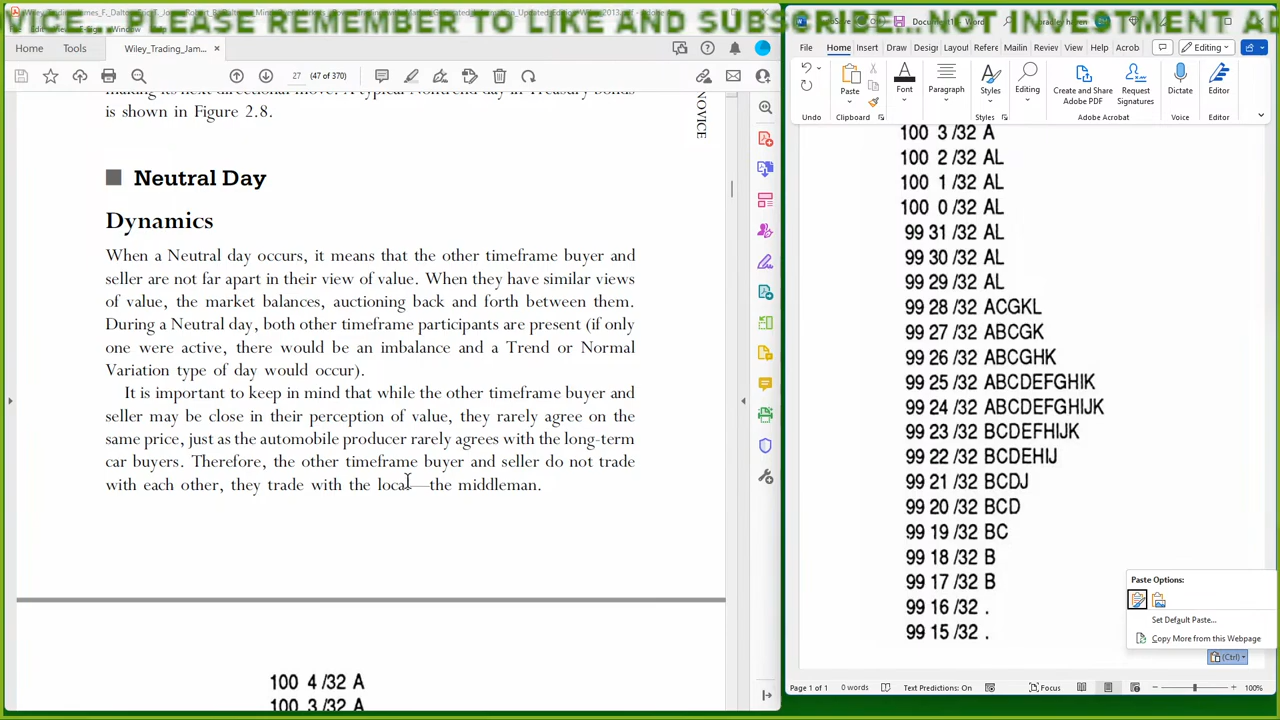 VICE... PLEASE REMEMBER TO LIKE AND SUBSCRIBE...NOT INVESTMENT A
Home
Tools
Wiley_Trading_Jam...
27
(47 of 370)
is shown in Figure 2.8.
NOVICE
Neutral Day
Dynamics
When a Neutral day occurs, it means that the other timeframe buyer and
seller are not far apart in their view of value. When they have similar views
of value, the market balances, auctioning back and forth between them.
During a Neutral day, both other timeframe participants are present (if only
one were active, there would be an imbalance and a Trend or Normal
Variation type of day would occur).
It is important to keep in mind that while the other timeframe buyer and
seller may be close in their perception of value, they rarely agree on the
same price, just as the automobile producer rarely agrees with the long-term
car buyers. Therefore, the other timeframe buyer and seller do not trade
with each other, they trade with the local—the middleman.
100 4 /32 A
100 3 /32 A
File Home Insert Draw Design Layout Refere Mailin Review View Help Acrob
Editing
Paste
Font
Paragraph
Styles
Editing
Create and Share
Adobe PDF
Request
Signatures
Dictate
Editor
Undo
Clipboard
Styles
Adobe Acrobat
Voice
Editor
100 3 /32 A
100 2 /32 AL
100 1 /32 AL
100 0 /32 AL
99 31 /32 AL
99 30 /32 AL
99 29 /32 AL
99 28 /32 ACGKL
99 27 /32 ABCGK
99 26 /32 ABCGHK
99 25 /32 ABCDEFGHIK
99 24 /32 ABCDEFGHIJK
99 23 /32 BCDEFHIJK
99 22 /32 BCDEHIJ
99 21 /32 BCDJ
99 20 /32 BCD
99 19 /32 BC
99 18 /32 B
99 17 /32 B
99 16 /32 .
99 15 /32 .
Paste Options:
Set Default Paste...
Copy More from this Webpage
(Ctrl)
Page 1 of 1
0 words
Text Predictions: On
Focus
100%